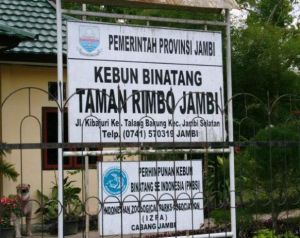 PEMERINTAH PROVINSI JAMBI
KEBUN BINATANG
TAMAN RIMBO JAMBI
Jl. Kibajuri Kel. Talang Bakung Kec. Jambi Selatan
Telp. (0741) 570319 JAMBI
PERHIMPUNAN KEBUN
BINATANG SE INDONESIA (PKBSI)
INDONESIAN ZOOLOGICAL PARKS ASSOCIATION
(IZPA)
CABANG JAMBI